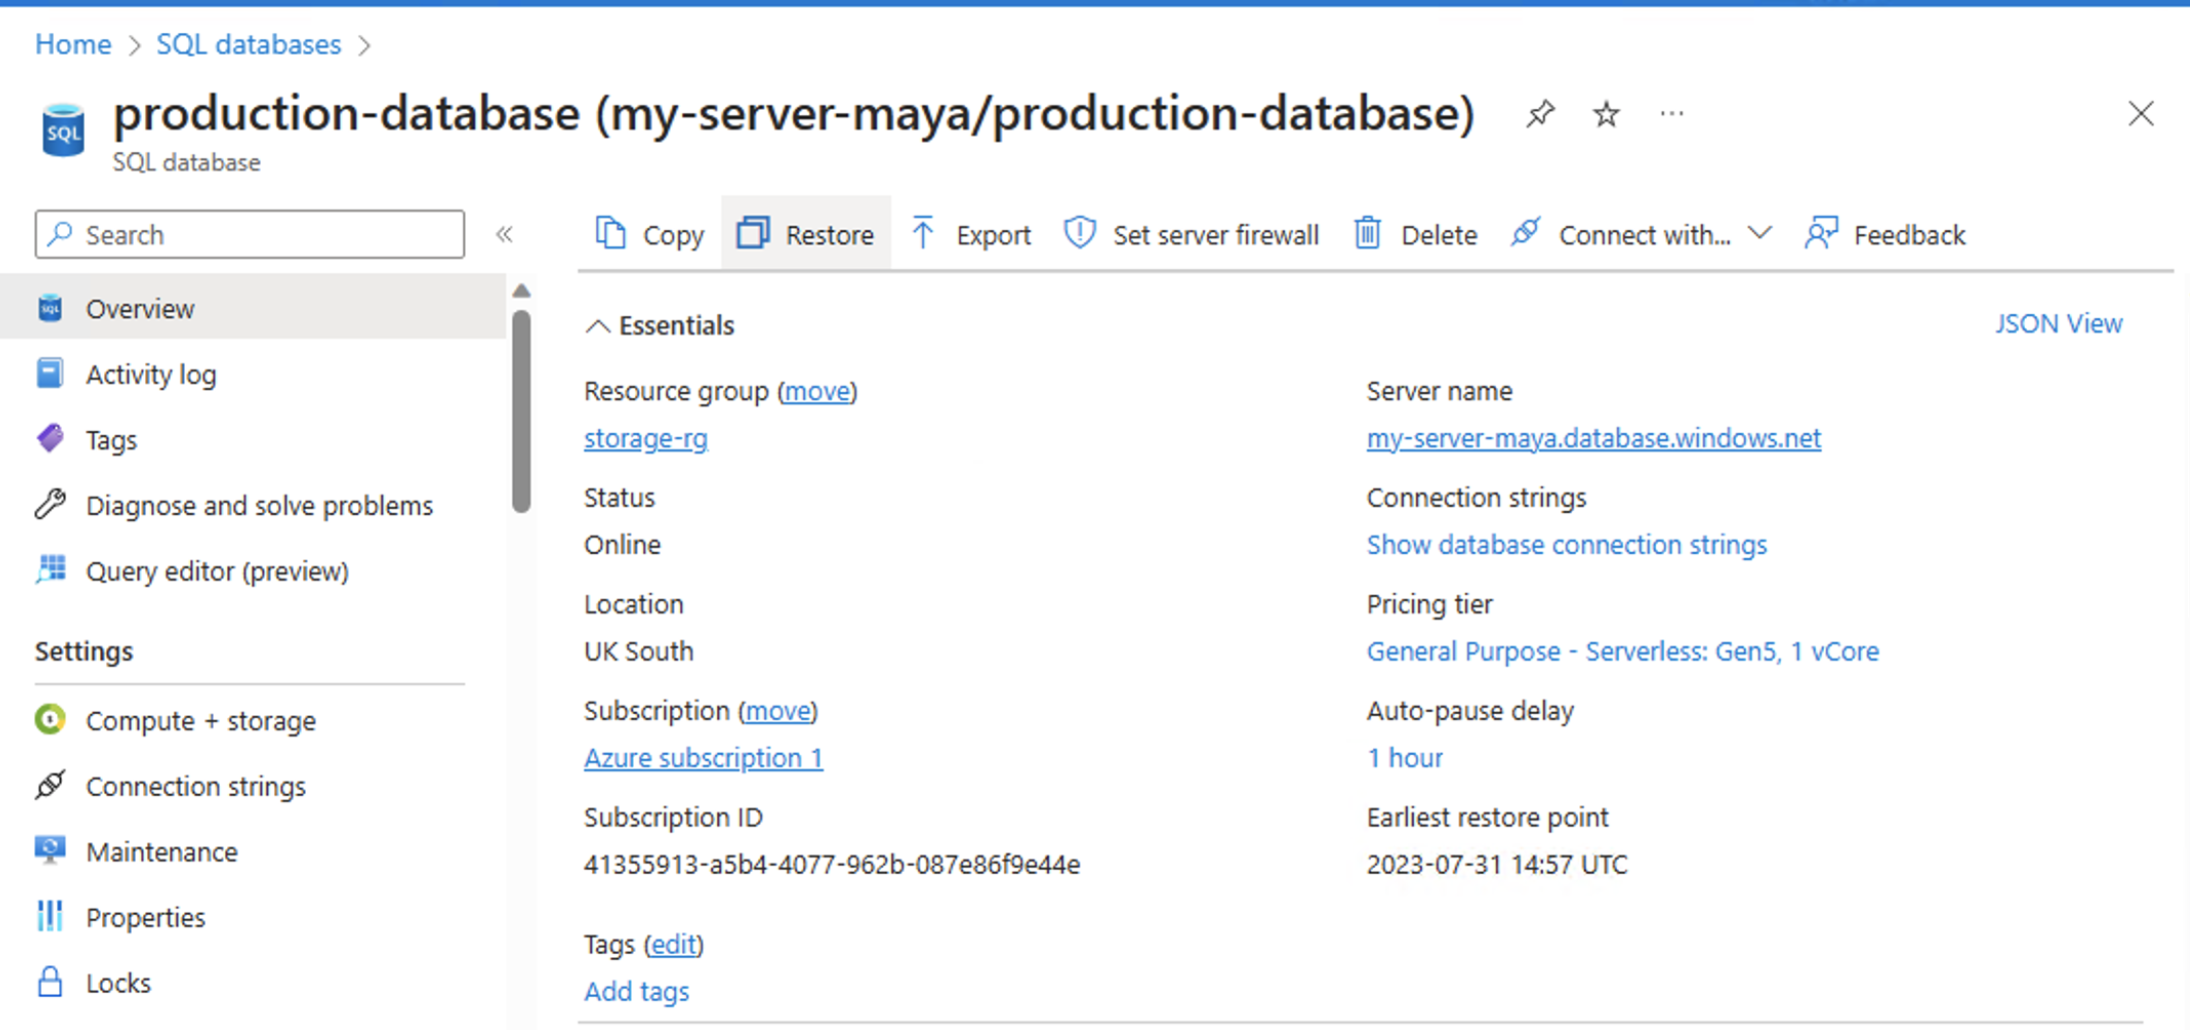 Home > SQL databases >
production-database (my-server-maya/production-database)
SQL
SQL database
Search
Copy
Restore
Export
Set server firewall
Delete
Connect with...
Feedback
Overview
Activity log
Tags
Diagnose and solve problems
Query editor (preview)
Settings
Compute + storage
Connection strings
Maintenance
Properties
Locks
Essentials
JSON View
Resource group (move)
storage-rg
Status
Online
Location
UK South
Subscription (move)
Azure subscription 1
Subscription ID
41355913-a5b4-4077-962b-087e86f9e44e
Tags (edit)
Add tags
Server name
my-server-maya.database.windows.net
Connection strings
Show database connection strings
Pricing tier
General Purpose - Serverless: Gen5, 1 vCore
Auto-pause delay
1 hour
Earliest restore point
2023-07-31 14:57 UTC